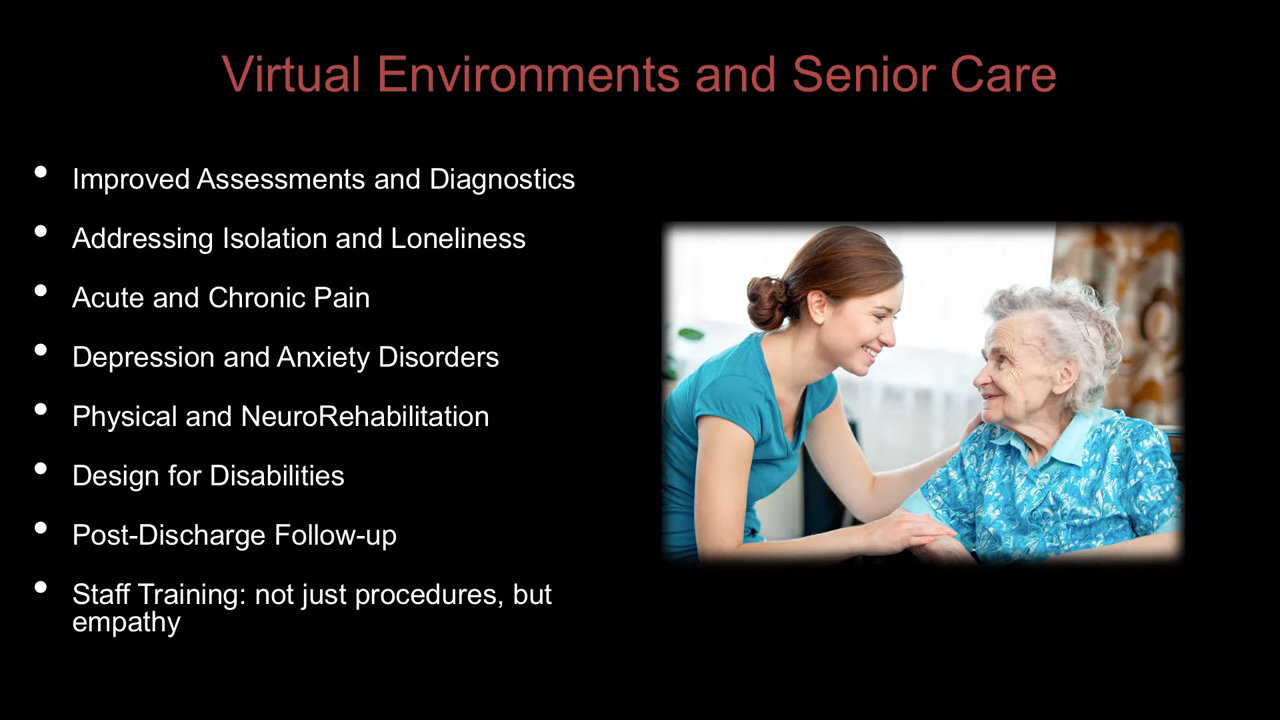 Virtual Environments and Senior Care
• Improved Assessments and Diagnostics
• Addressing Isolation and Loneliness
• Acute and Chronic Pain
• Depression and Anxiety Disorders
• Physical and NeuroRehabilitation
• Design for Disabilities
• Post-Discharge Follow-up
• Staff Training: not just procedures, but
empathy